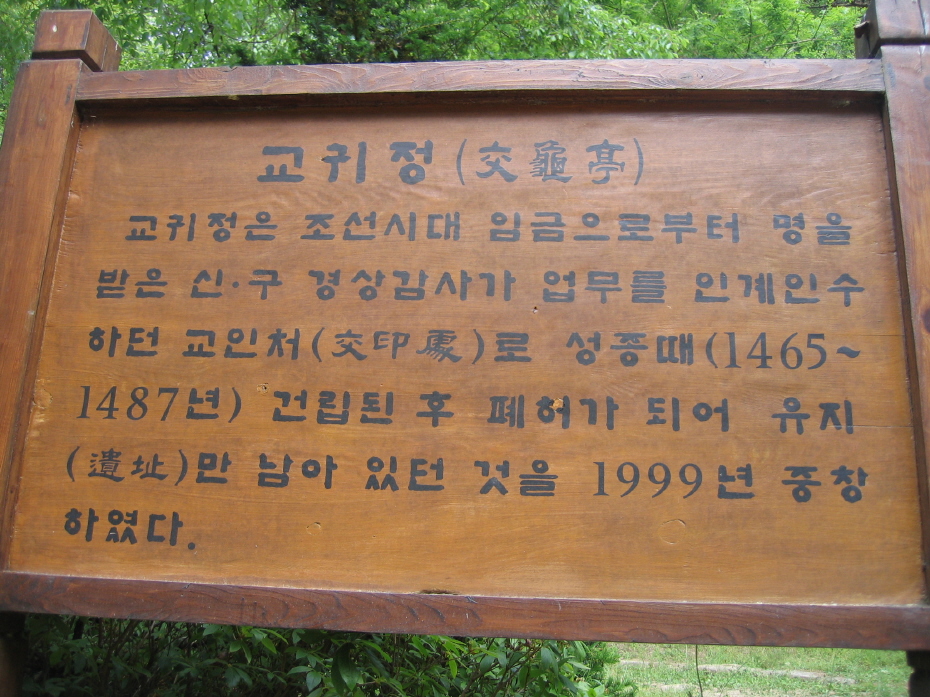 교귀정(交龜亭)
교귀정은 조선시대 임금으로부터 명을
받은 신·구 경상감사가 업무를 인계인수
하던 교인처(交印處)로 성종때(1465~
1487년) 건립된 후 폐허가 되어 유지
(遺址)만 남아 있던 것을 1999년 중창
하였다.